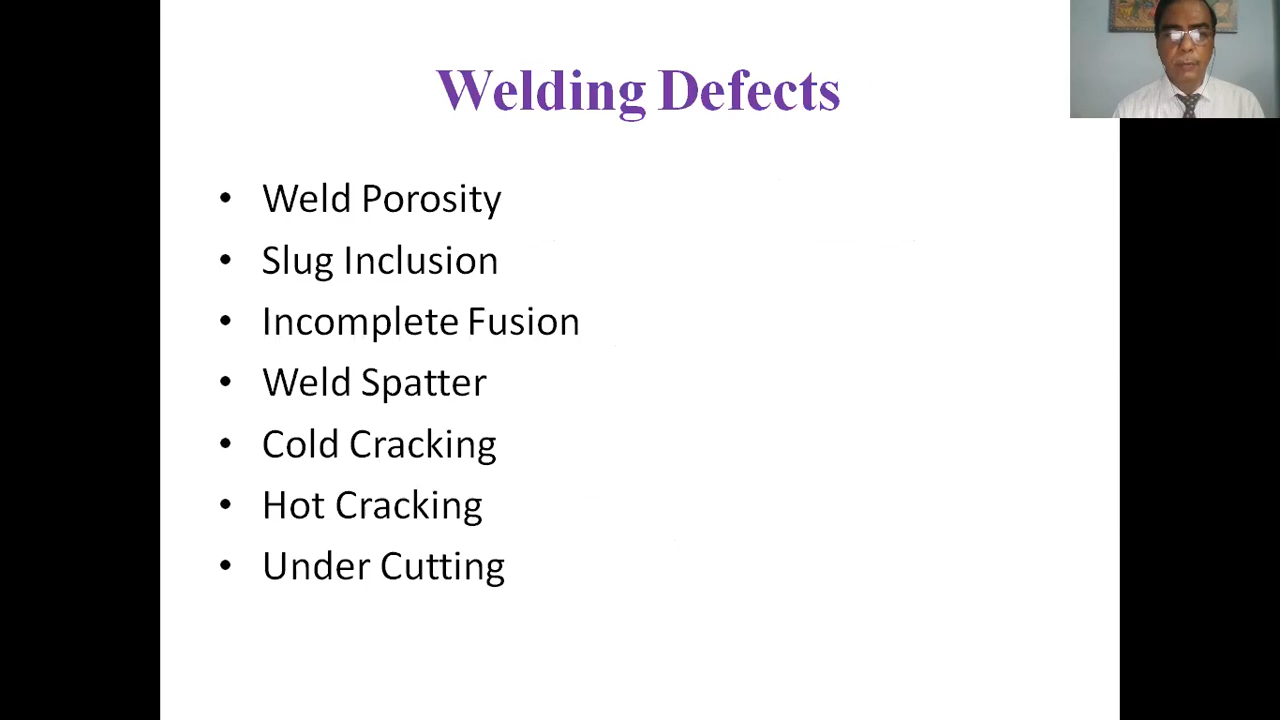 Welding Defects
• Weld Porosity
• Slug Inclusion
• Incomplete Fusion
• Weld Spatter
• Cold Cracking
• Hot Cracking
• Under Cutting